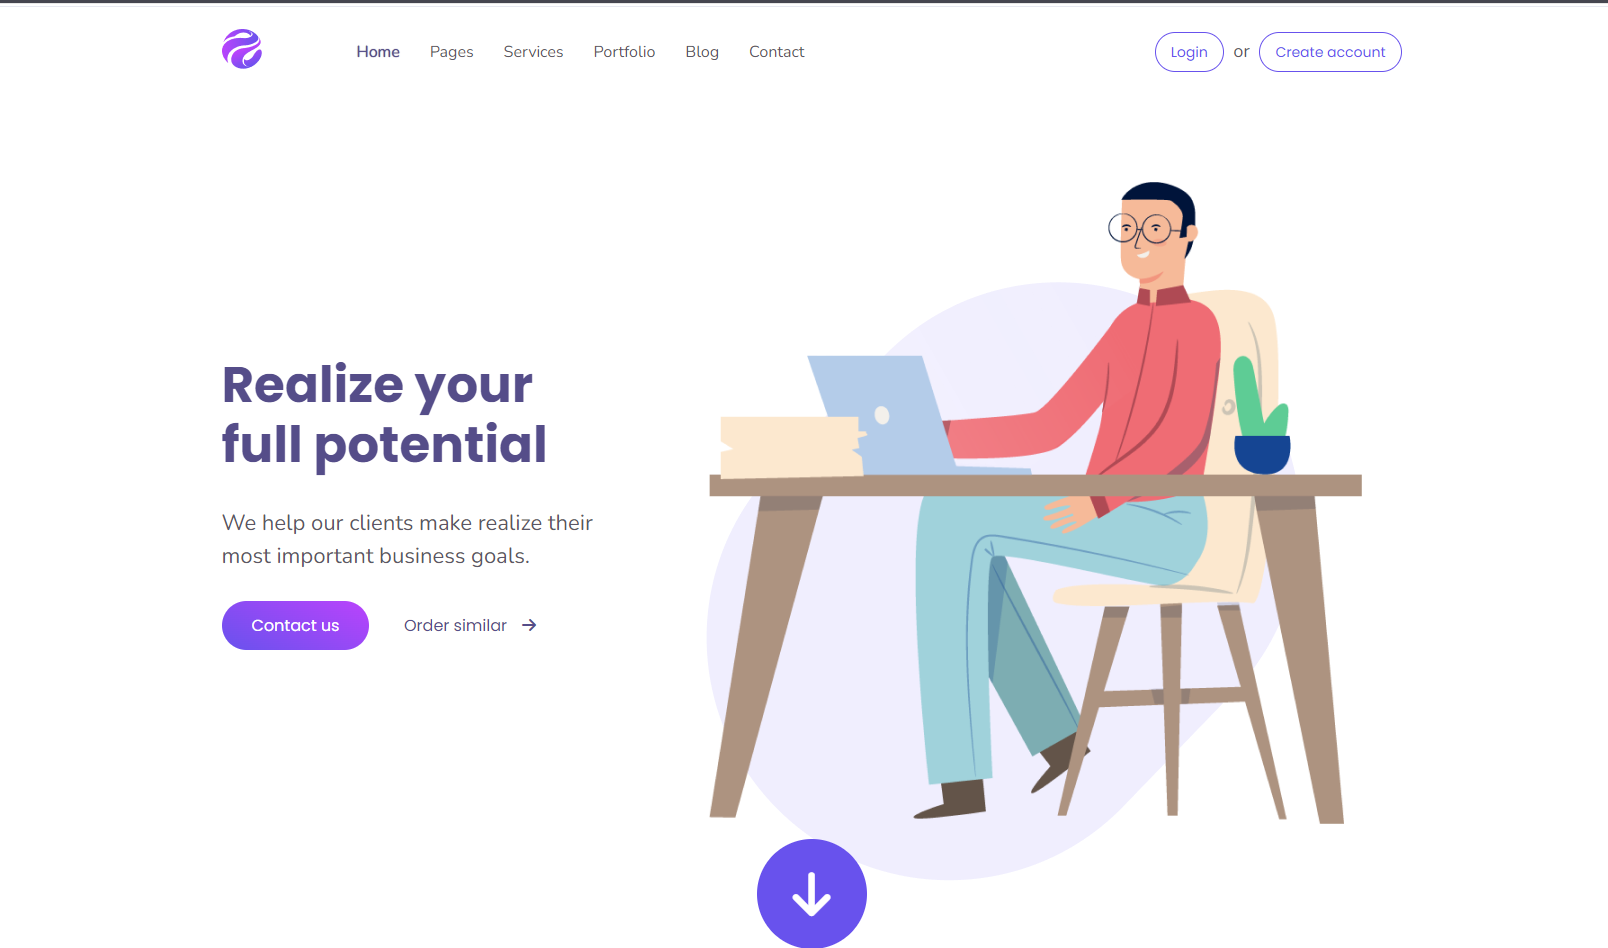 Home Pages Services Portfolio Blog Contact Login or Create account
Realize your
full potential
We help our clients make realize their
most important business goals.
Contact us Order similar